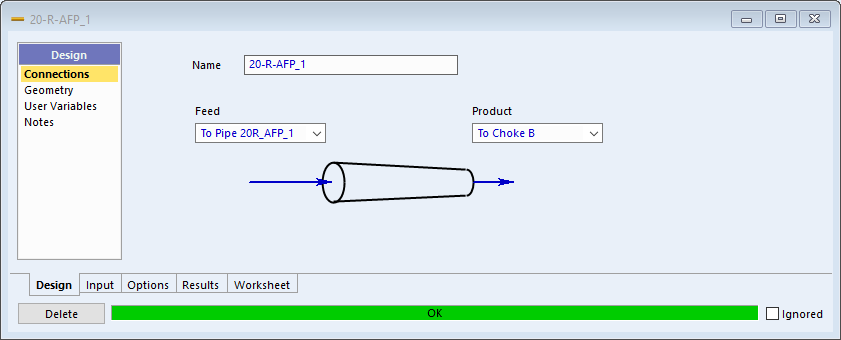 20-R-AFP_1
Design
Connections
Geometry
User Variables
Notes
Name 20-R-AFP_1
Feed Product
To Pipe 20R_AFP_1 To Choke B
Design Input Options Results Worksheet
Delete OK Ignored